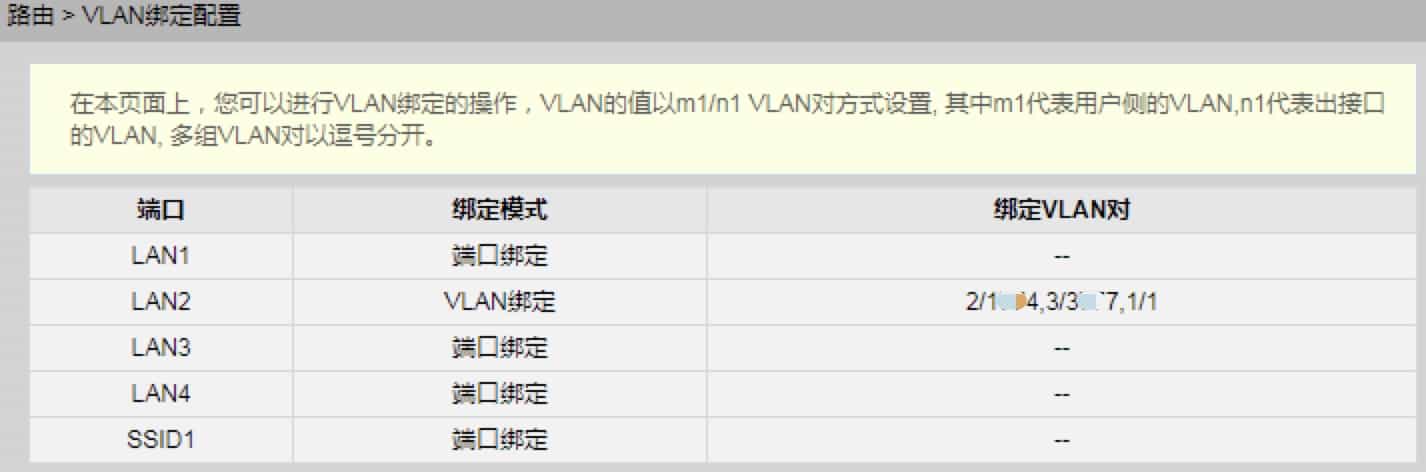 路由 > VLAN绑定配置
在本页面上，您可以进行VLAN绑定的操作，VLAN的值以m1/n1 VLAN对方式设置, 其中m1代表用户侧的VLAN,n1代表出接口
的VLAN, 多组VLAN对以逗号分开。
端口 绑定模式 绑定VLAN对
LAN1 端口绑定 --
LAN2 VLAN绑定 2/1 4,3/3 7,1/1
LAN3 端口绑定 --
LAN4 端口绑定 --
SSID1 端口绑定 --